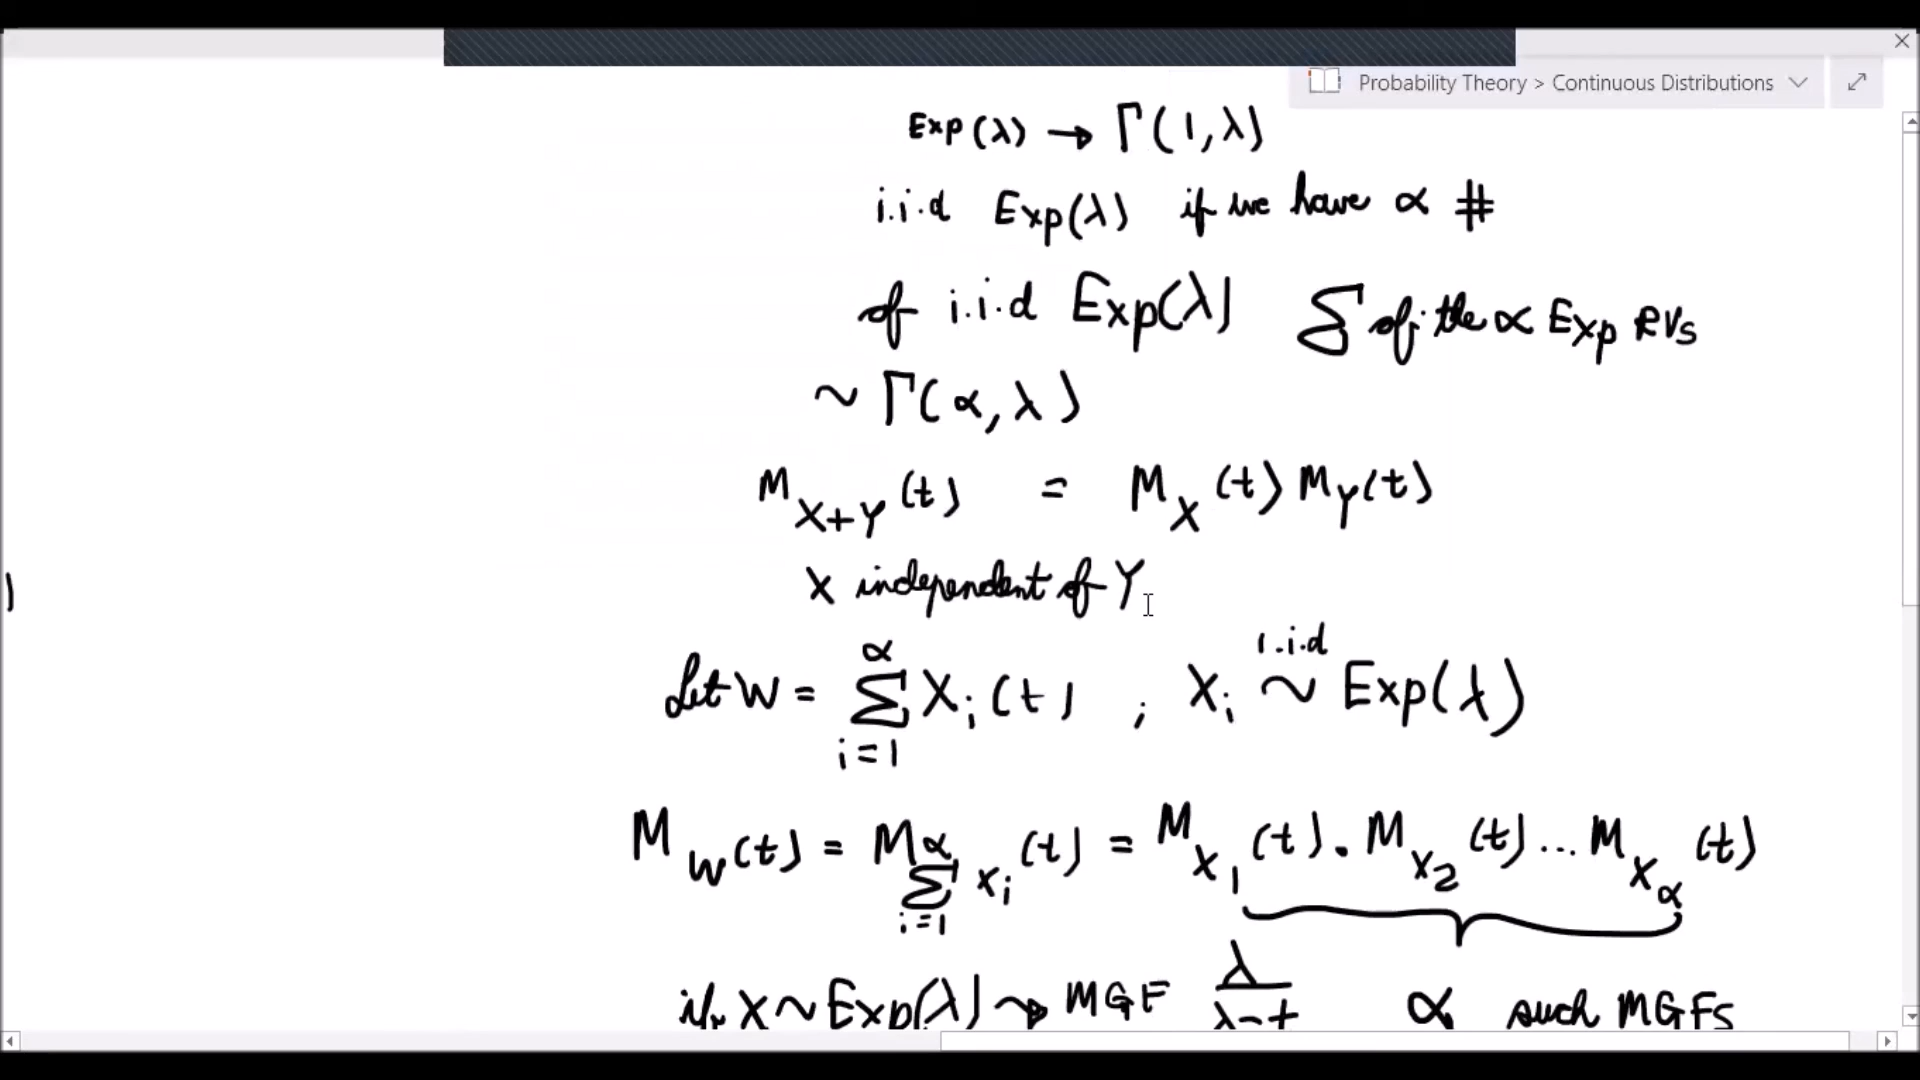 Probability Theory > Continuous Distributions
Exp(λ) → Γ(1,λ)
i.i.d Exp(λ) if we have α #
of i.i.d Exp(λ) Σ of the α Exp RVs
~ Γ(α, λ)
M_{X+Y}(t) = M_X(t) M_Y(t)
X independent of Y
Let W = Σ_{i=1}^{α} X_i(t) , X_i ~^{i.i.d} Exp(λ)
M_W(t) = M_{Σ_{i=1}^{α} X_i}(t) = M_{X_1}(t) . M_{X_2}(t) ... M_{X_α}(t)
if X ~ Exp(λ) → MGF λ/(λ-t) α such MGFs